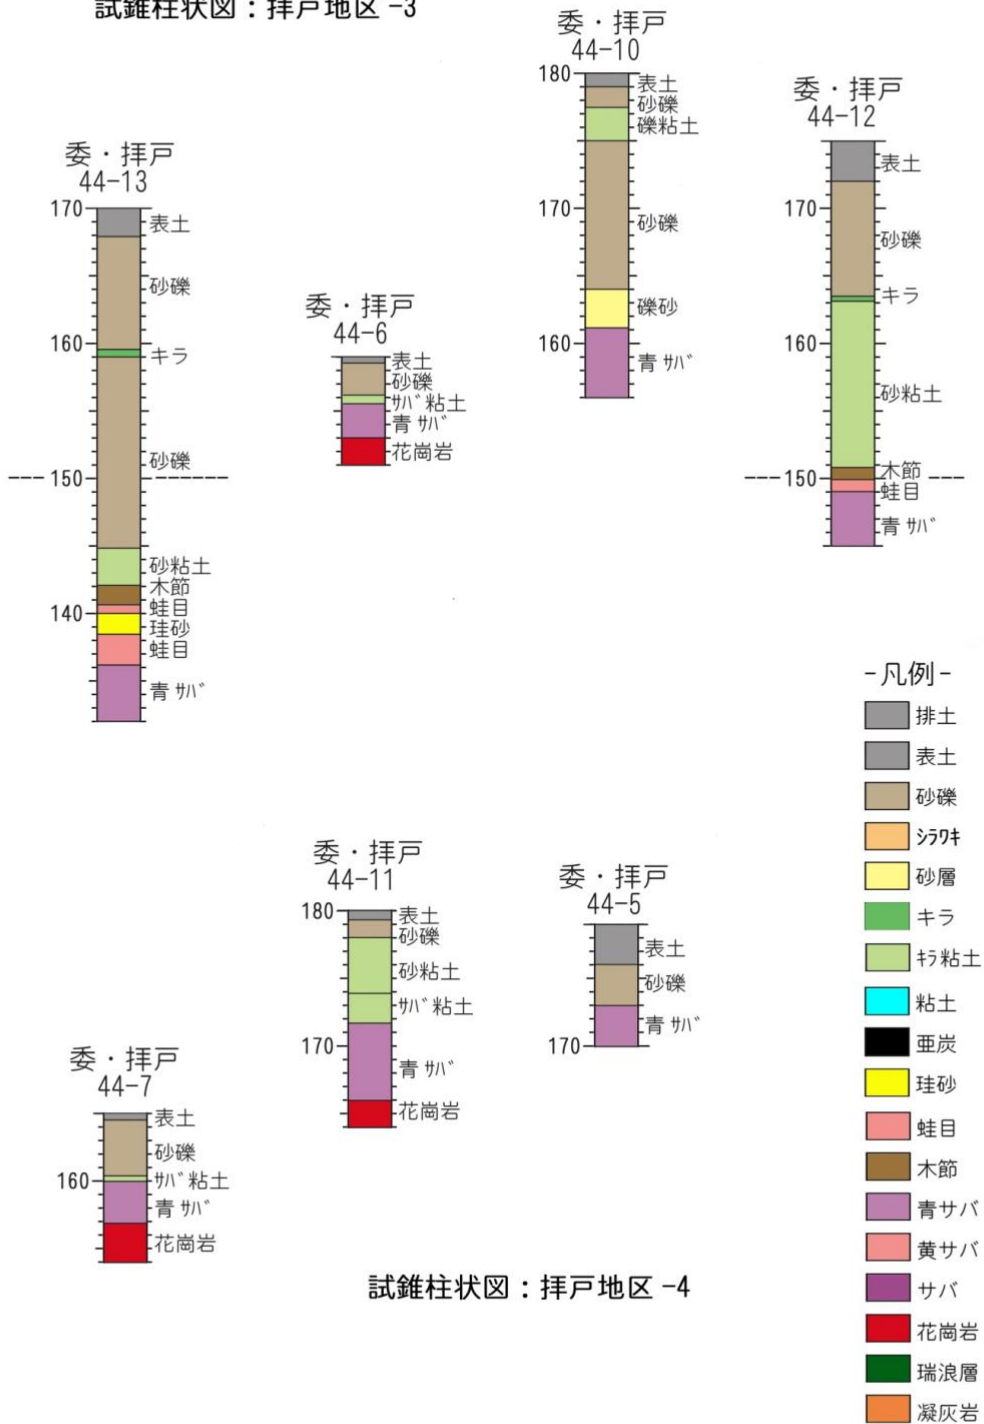 試錐柱状図：拝戸地区 -3
委・拝戸
44-10
180
表土
砂礫
礫粘土
170
砂礫
礫砂
160
青サバ
委・拝戸
44-12
表土
170
砂礫
キラ
160
砂粘土
木節
150
蛙目
青サバ
委・拝戸
44-13
170
表土
砂礫
160
キラ
砂礫
150
砂粘土
木節
蛙目
140
珪砂
蛙目
青サバ
委・拝戸
44-6
表土
砂礫
サバ粘土
青サバ
花崗岩
-凡例-
排土
表土
砂礫
シラワキ
砂層
キラ
キラ粘土
粘土
亜炭
珪砂
蛙目
木節
青サバ
黄サバ
サバ
花崗岩
瑞浪層
凝灰岩
委・拝戸
44-11
180
表土
砂礫
砂粘土
サバ粘土
170
青サバ
花崗岩
委・拝戸
44-5
表土
砂礫
青サバ
170
委・拝戸
44-7
表土
砂礫
160
サバ粘土
青サバ
花崗岩
試錐柱状図：拝戸地区 -4